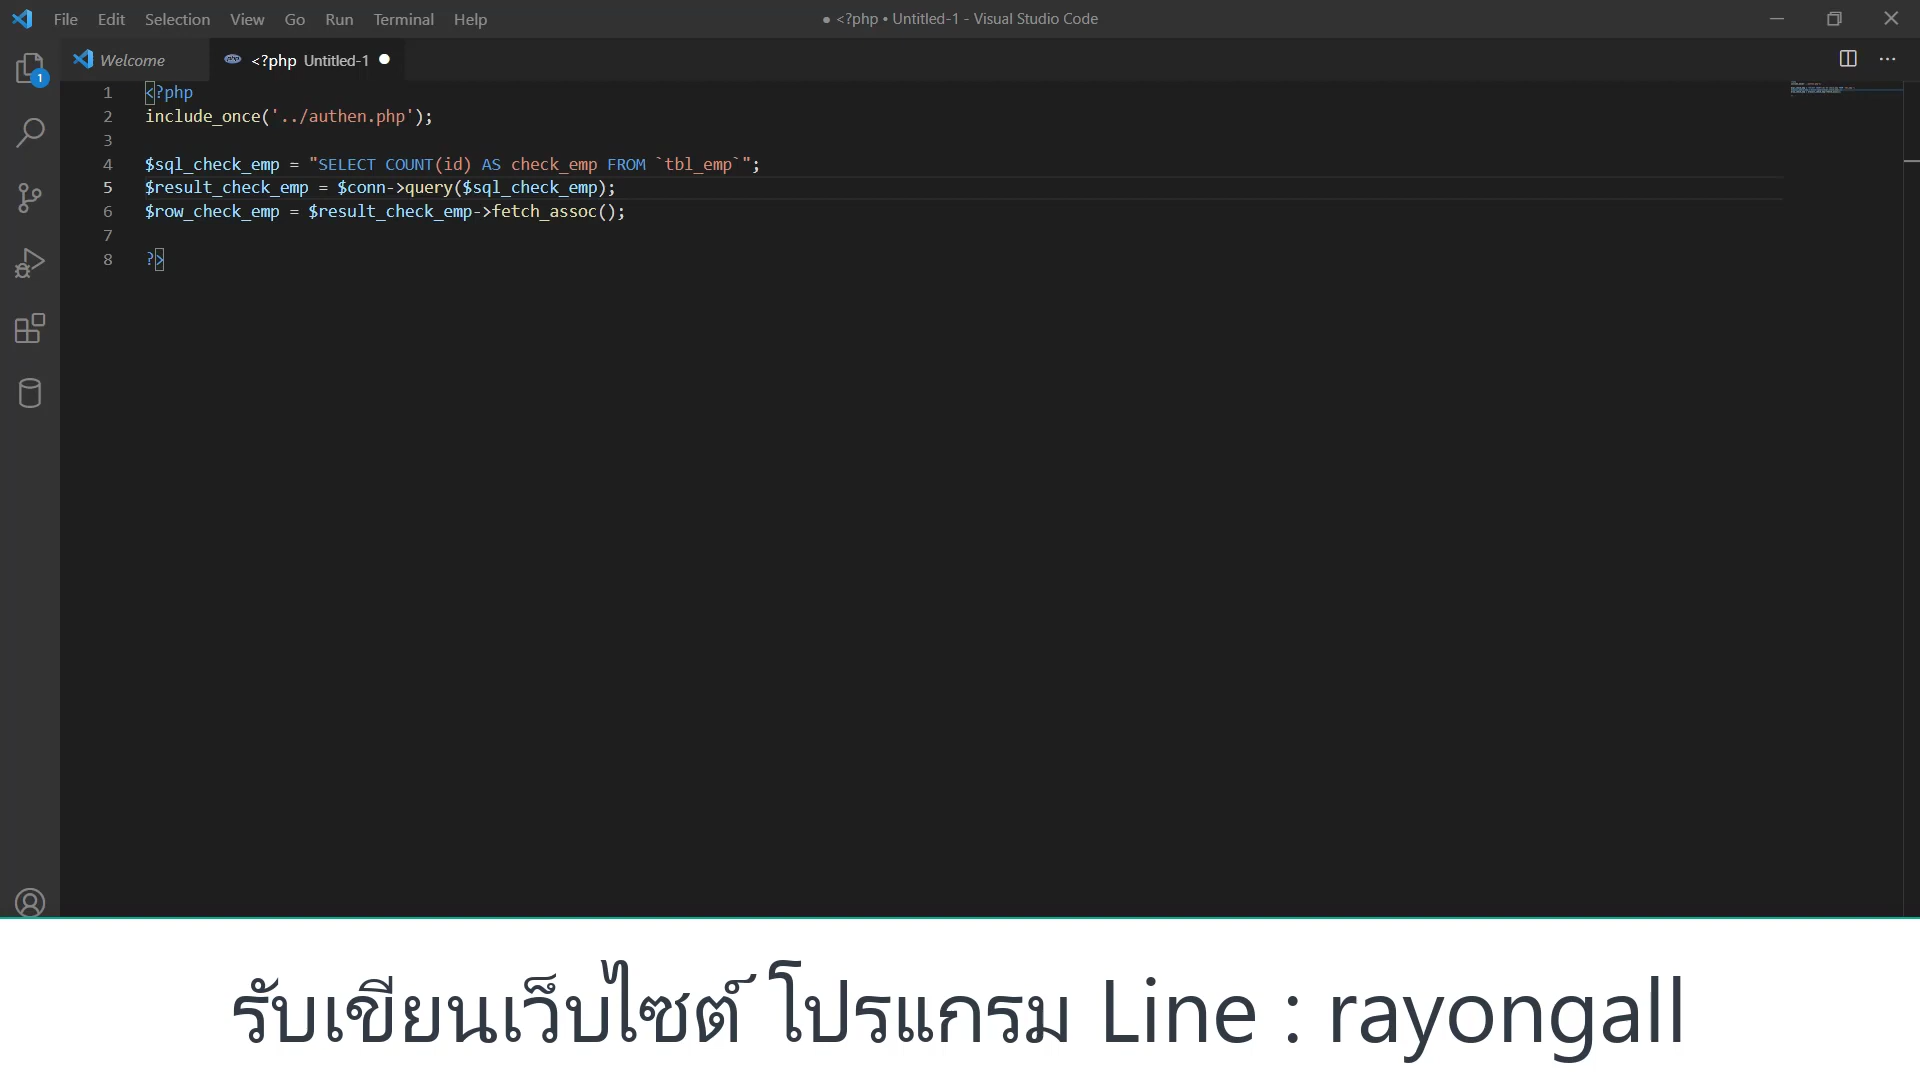 File Edit Selection View Go Run Terminal Help
● <?php • Untitled-1 - Visual Studio Code
Welcome
<?php Untitled-1 ●
1
1 <?php
2 include_once('../authen.php');
3
4 $sql_check_emp = "SELECT COUNT(id) AS check_emp FROM `tbl_emp`";
5 $result_check_emp = $conn->query($sql_check_emp);
6 $row_check_emp = $result_check_emp->fetch_assoc();
7
8 ?>
รับเขียนเว็บไซต์ โปรแกรม Line : rayongall